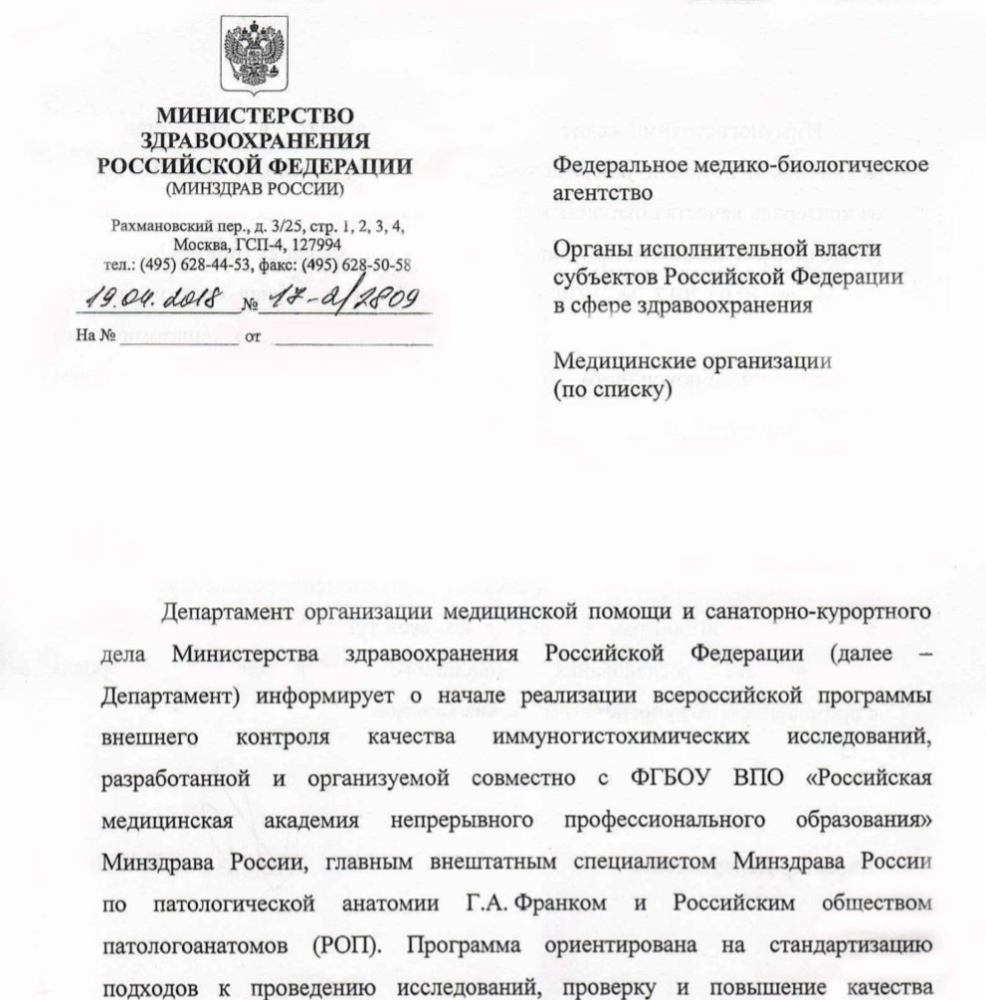 МИНИСТЕРСТВО
ЗДРАВООХРАНЕНИЯ
РОССИЙСКОЙ ФЕДЕРАЦИИ
(МИНЗДРАВ РОССИИ)
Рахмановский пер., д. 3/25, стр. 1, 2, 3, 4,
Москва, ГСП-4, 127994
тел.: (495) 628-44-53, факс: (495) 628-50-58
19.04.2018 № 17-2/2809
На № ____________ от ________________
Федеральное медико-биологическое
агентство
Органы исполнительной власти
субъектов Российской Федерации
в сфере здравоохранения
Медицинские организации
(по списку)
Департамент организации медицинской помощи и санаторно-курортного
дела Министерства здравоохранения Российской Федерации (далее –
Департамент) информирует о начале реализации всероссийской программы
внешнего контроля качества иммуногистохимических исследований,
разработанной и организуемой совместно с ФГБОУ ВПО «Российская
медицинская академия непрерывного профессионального образования»
Минздрава России, главным внештатным специалистом Минздрава России
по патологической анатомии Г.А. Франком и Российским обществом
патологоанатомов (РОП). Программа ориентирована на стандартизацию
подходов к проведению исследований, проверку и повышение качества